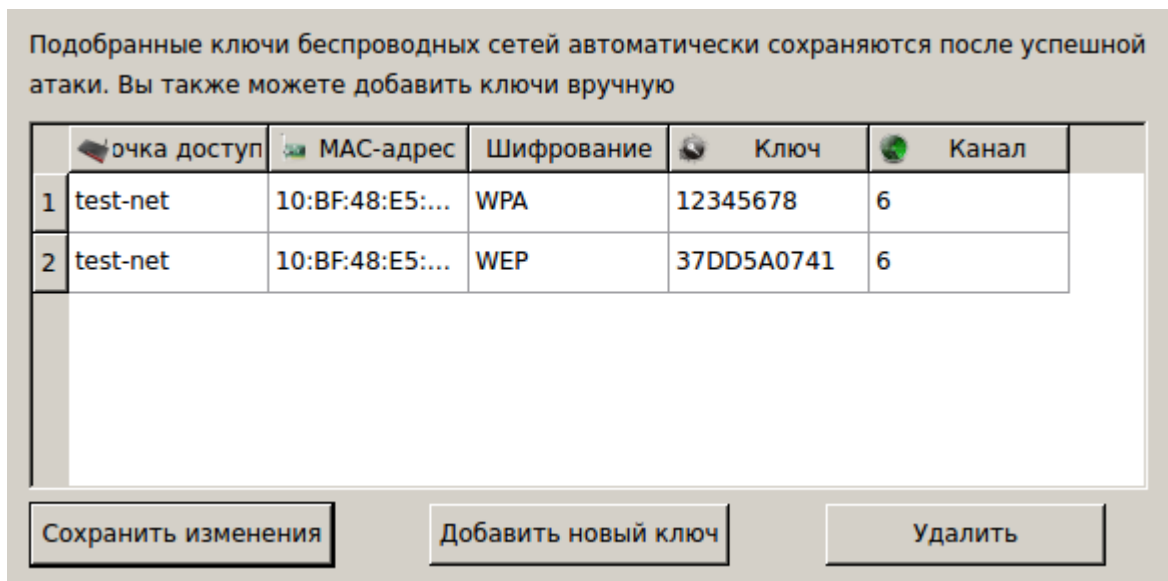 Подобранные ключи беспроводных сетей автоматически сохраняются после успешной
атаки. Вы также можете добавить ключи вручную
очка доступ MAC-адрес Шифрование Ключ Канал
1 test-net 10:BF:48:E5:... WPA 12345678 6
2 test-net 10:BF:48:E5:... WEP 37DD5A0741 6
Сохранить изменения Добавить новый ключ Удалить